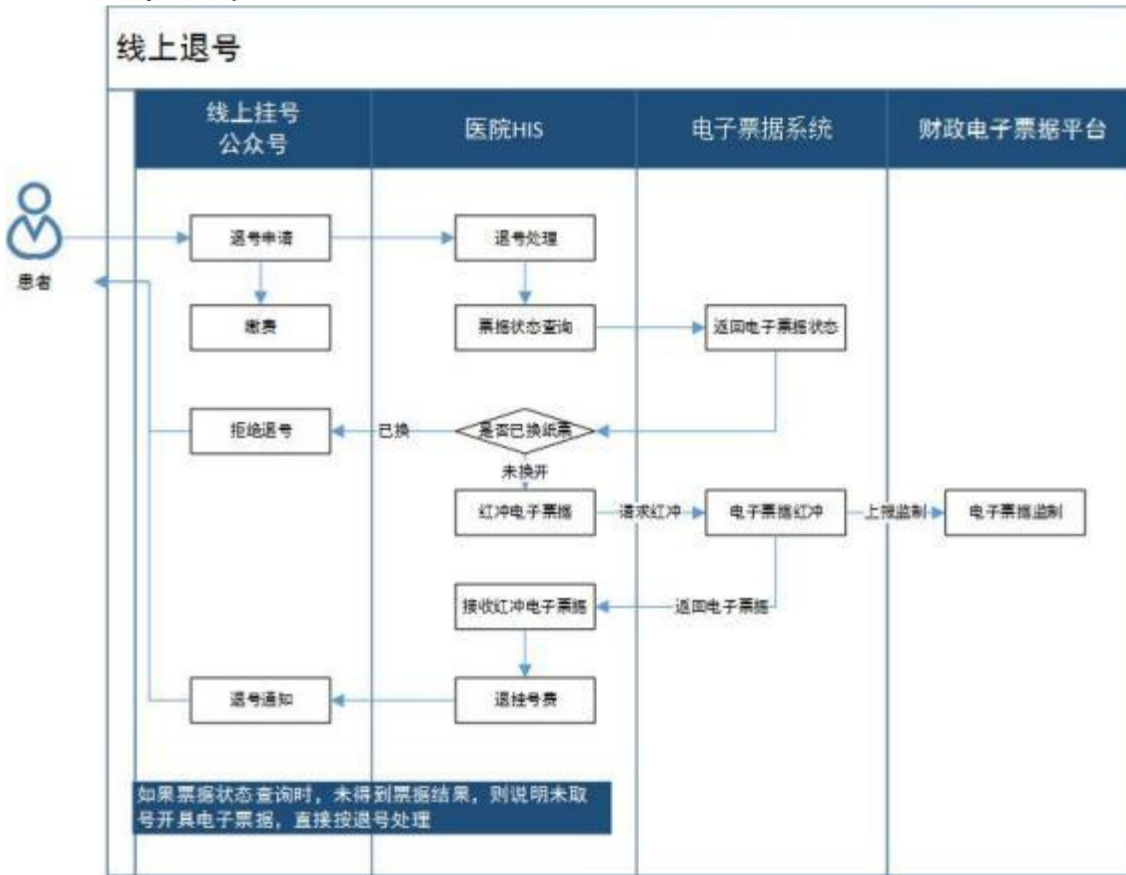 线上退号
线上挂号
公众号
医院HIS
电子票据系统
财政电子票据平台
患者
退号申请
退号处理
缴费
票据状态查询
返回电子票据状态
拒绝退号
已换
是否已换纸票
未换开
红冲电子票据
请求红冲
电子票据红冲
上报监制
电子票据监制
接收红冲电子票据
返回电子票据
退号通知
退挂号费
如果票据状态查询时，未得到票据结果，则说明未取
号开具电子票据，直接按退号处理